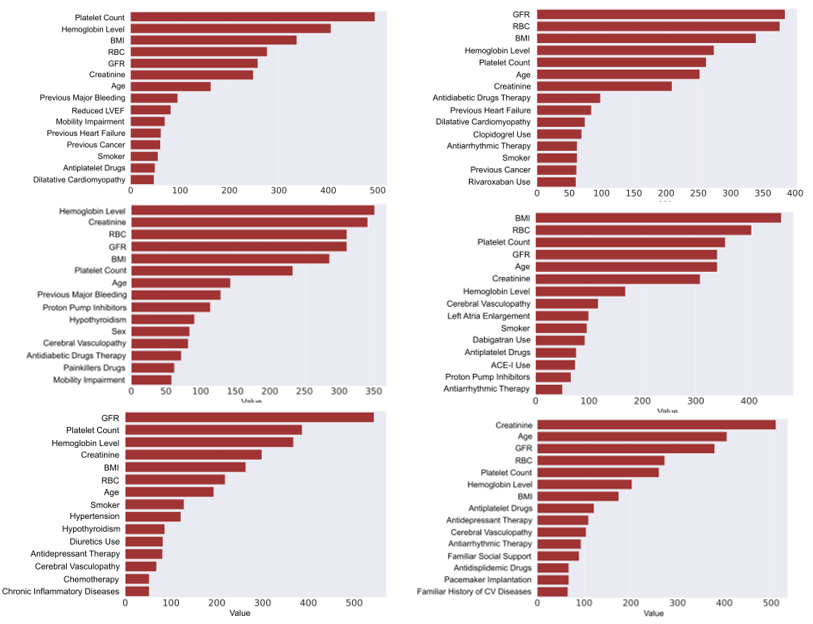 Platelet Count
Hemoglobin Level
BMI
RBC
GFR
Creatinine
Age
Previous Major Bleeding
Reduced LVEF
Mobility Impairment
Previous Heart Failure
Previous Cancer
Smoker
Antiplatelet Drugs
Dilatative Cardiomyopathy
0 100 200 300 400 500
GFR
RBC
BMI
Hemoglobin Level
Platelet Count
Age
Creatinine
Antidiabetic Drugs Therapy
Previous Heart Failure
Dilatative Cardiomyopathy
Clopidogrel Use
Antiarrhythmic Therapy
Smoker
Previous Cancer
Rivaroxaban Use
0 50 100 150 200 250 300 350 400
Hemoglobin Level
Creatinine
RBC
GFR
BMI
Platelet Count
Age
Previous Major Bleeding
Proton Pump Inhibitors
Hypothyroidism
Sex
Cerebral Vasculopathy
Antidiabetic Drugs Therapy
Painkillers Drugs
Mobility Impairment
0 50 100 150 200 250 300 350
Value
BMI
RBC
Platelet Count
GFR
Age
Creatinine
Hemoglobin Level
Cerebral Vasculopathy
Left Atria Enlargement
Smoker
Dabigatran Use
Antiplatelet Drugs
ACE-I Use
Proton Pump Inhibitors
Antiarrhythmic Therapy
0 100 200 300 400
Value
GFR
Platelet Count
Hemoglobin Level
Creatinine
BMI
RBC
Age
Smoker
Hypertension
Hypothyroidism
Diuretics Use
Antidepressant Therapy
Cerebral Vasculopathy
Chemotherapy
Chronic Inflammatory Diseases
0 100 200 300 400 500
Value
Creatinine
Age
GFR
RBC
Platelet Count
Hemoglobin Level
BMI
Antiplatelet Drugs
Antidepressant Therapy
Cerebral Vasculopathy
Antiarrhythmic Therapy
Familiar Social Support
Antidisplidemic Drugs
Pacemaker Implantation
Familiar History of CV Diseases
0 100 200 300 400 500
Value